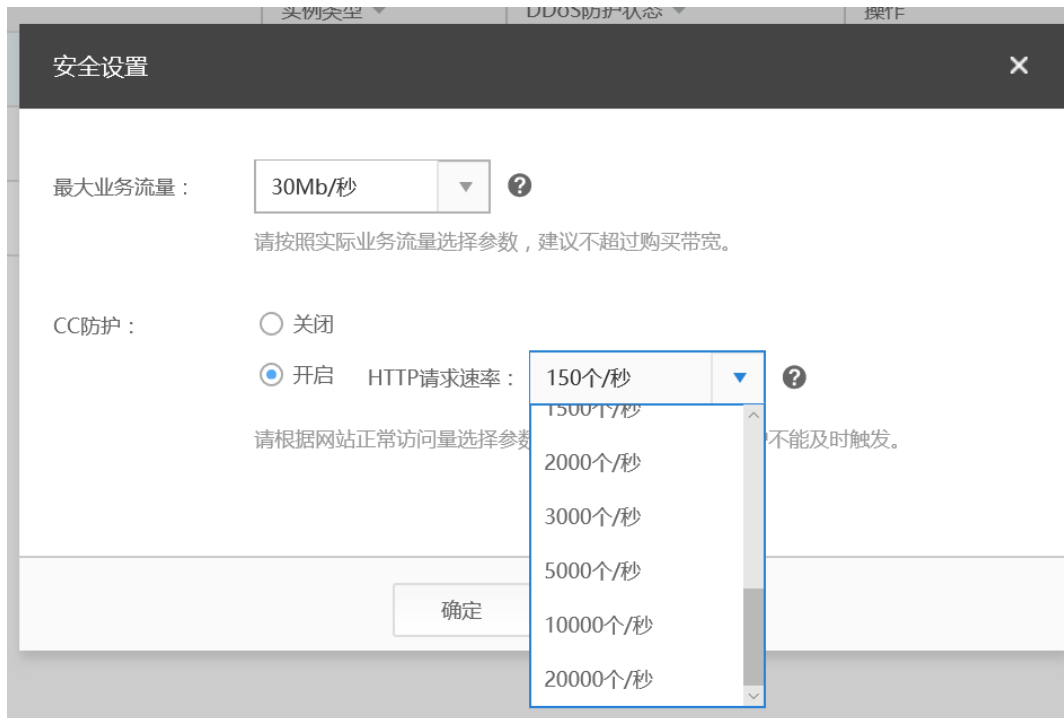 实例类型 DDoS防护状态 操作
安全设置
最大业务流量： 30Mb/秒
请按照实际业务流量选择参数，建议不超过购买带宽。
CC防护： 关闭
开启 HTTP请求速率： 150个/秒
1500个/秒
请根据网站正常访问量选择参数 不能及时触发。
2000个/秒
3000个/秒
5000个/秒
确定
10000个/秒
20000个/秒